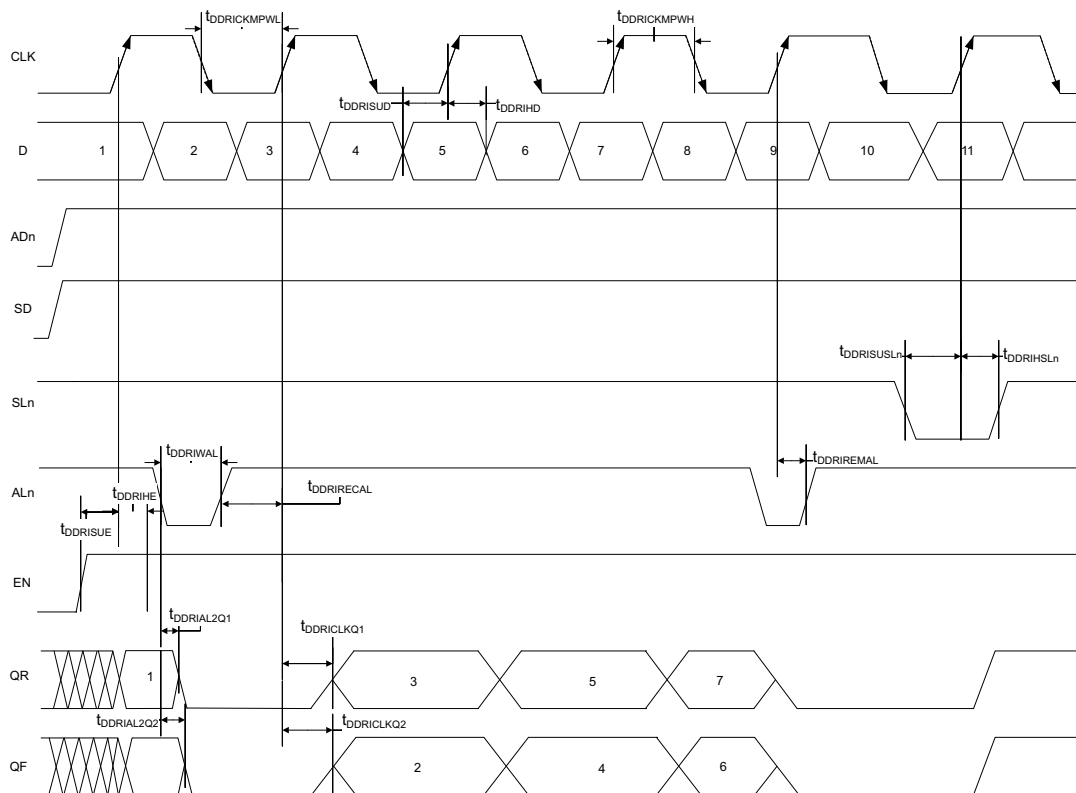 tDDRICKMPWL
tDDRICKMPWH
CLK
tDDRISUD
tDDRIHD
D
1 2 3 4 5 6 7 8 9 10 11
ADn
SD
tDDRISUSLn
tDDRIHSLn
SLn
tDDRIWAL
tDDRIREMAL
ALn
tDDRIHE
tDDRIRECAL
tDDRISUE
EN
tDDRIAL2Q1
tDDRICLKQ1
QR
1 3 5 7
tDDRIAL2Q2
tDDRICLKQ2
QF
2 4 6